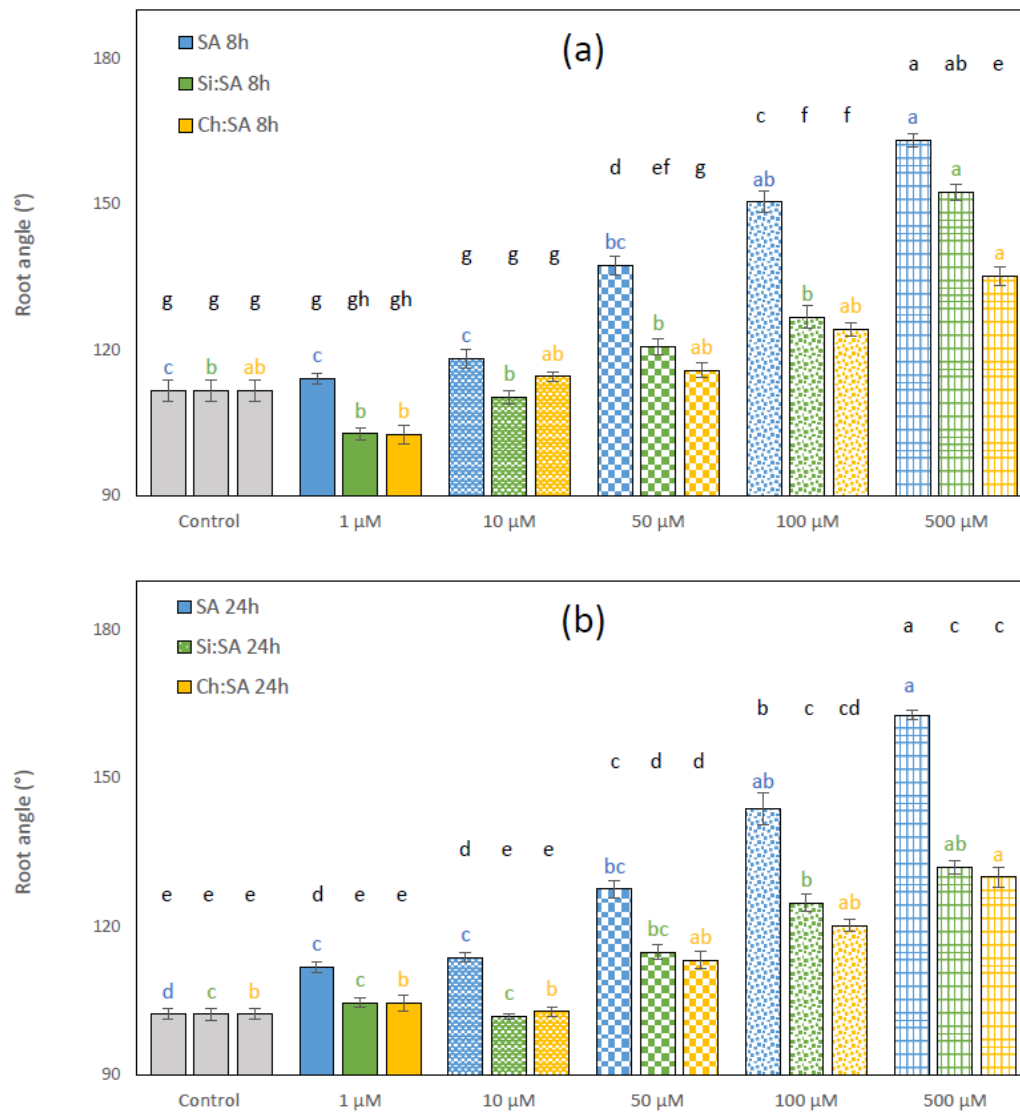 (a)
SA 8h
Si:SA 8h
Ch:SA 8h
Root angle (°)
180
150
120
90
a ab e
c f f
d ef g
g g g
g gh gh
g g g
a
a
a
ab
b
ab
bc
b
ab
c
b
ab
c
b
b
c b ab
Control 1 µM 10 µM 50 µM 100 µM 500 µM
(b)
SA 24h
Si:SA 24h
Ch:SA 24h
Root angle (°)
180
150
120
90
a c c
b c cd
c d d
d e e
d e e
e e e
a
ab
a
ab
b
ab
bc
bc
ab
c
c
b
c
c b
d c b
Control 1 µM 10 µM 50 µM 100 µM 500 µM